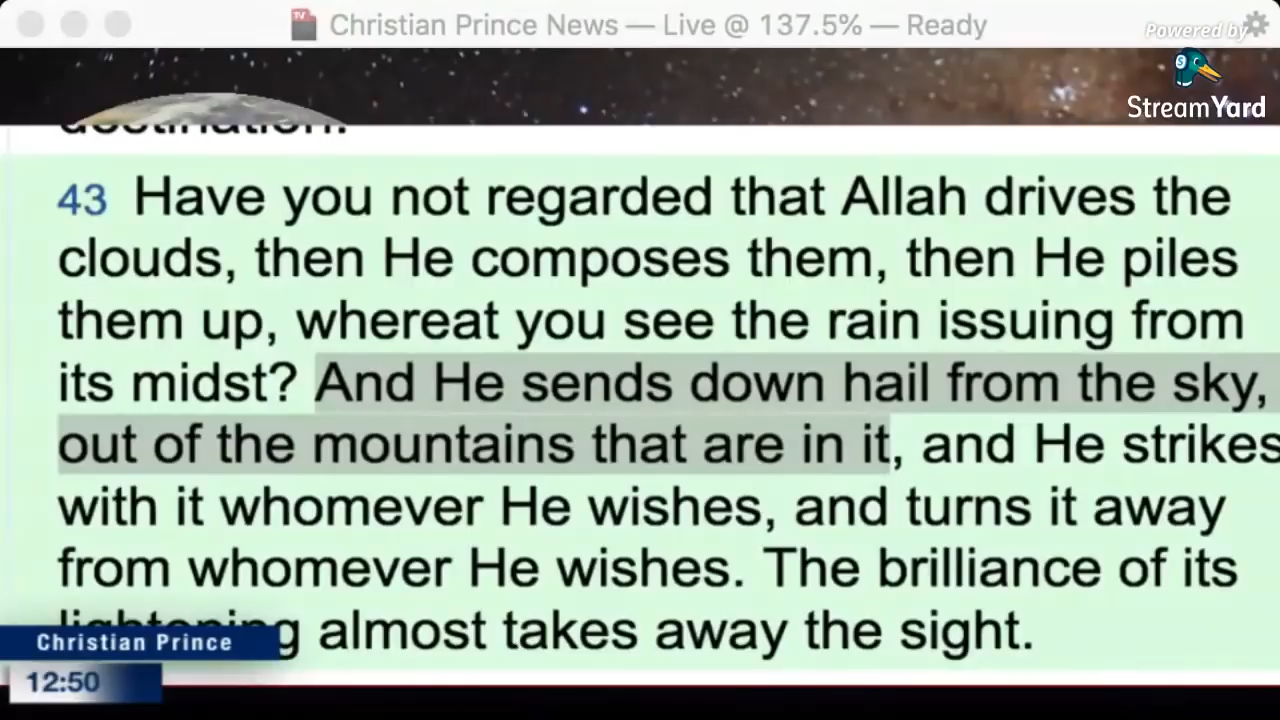 Christian Prince News — Live @ 137.5% — Ready
Powered by
StreamYard
destination.
43 Have you not regarded that Allah drives the
clouds, then He composes them, then He piles
them up, whereat you see the rain issuing from
its midst? And He sends down hail from the sky,
out of the mountains that are in it, and He strikes
with it whomever He wishes, and turns it away
from whomever He wishes. The brilliance of its
lightening almost takes away the sight.
Christian Prince
12:50